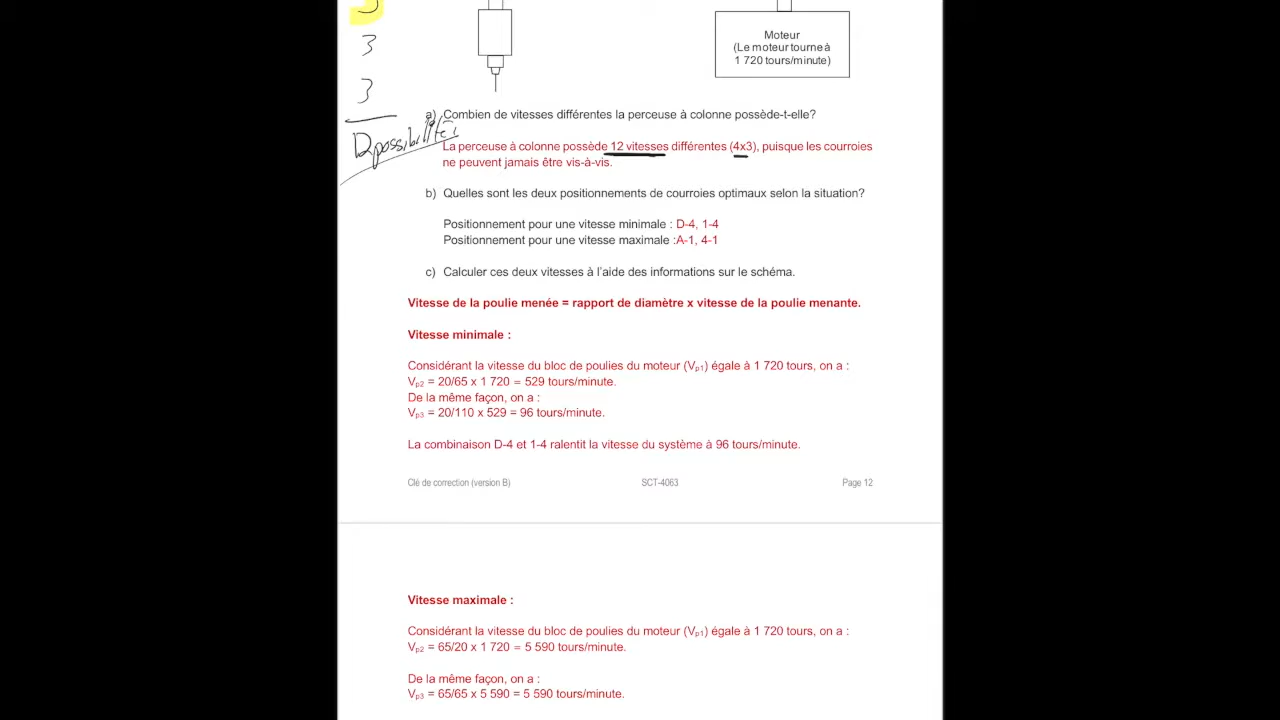 3
3
3
12 possibilités
Moteur
(Le moteur tourne à
1 720 tours/minute)
a) Combien de vitesses différentes la perceuse à colonne possède-t-elle?
La perceuse à colonne possède 12 vitesses différentes (4x3), puisque les courroies
ne peuvent jamais être vis-à-vis.
b) Quelles sont les deux positionnements de courroies optimaux selon la situation?
Positionnement pour une vitesse minimale : D-4, 1-4
Positionnement pour une vitesse maximale :A-1, 4-1
c) Calculer ces deux vitesses à l'aide des informations sur le schéma.
Vitesse de la poulie menée = rapport de diamètre x vitesse de la poulie menante.
Vitesse minimale :
Considérant la vitesse du bloc de poulies du moteur (Vp1) égale à 1 720 tours, on a :
Vp2 = 20/65 x 1 720 = 529 tours/minute.
De la même façon, on a :
Vp3 = 20/110 x 529 = 96 tours/minute.
La combinaison D-4 et 1-4 ralentit la vitesse du système à 96 tours/minute.
Clé de correction (version B) SCT-4063 Page 12
Vitesse maximale :
Considérant la vitesse du bloc de poulies du moteur (Vp1) égale à 1 720 tours, on a :
Vp2 = 65/20 x 1 720 = 5 590 tours/minute.
De la même façon, on a :
Vp3 = 65/65 x 5 590 = 5 590 tours/minute.